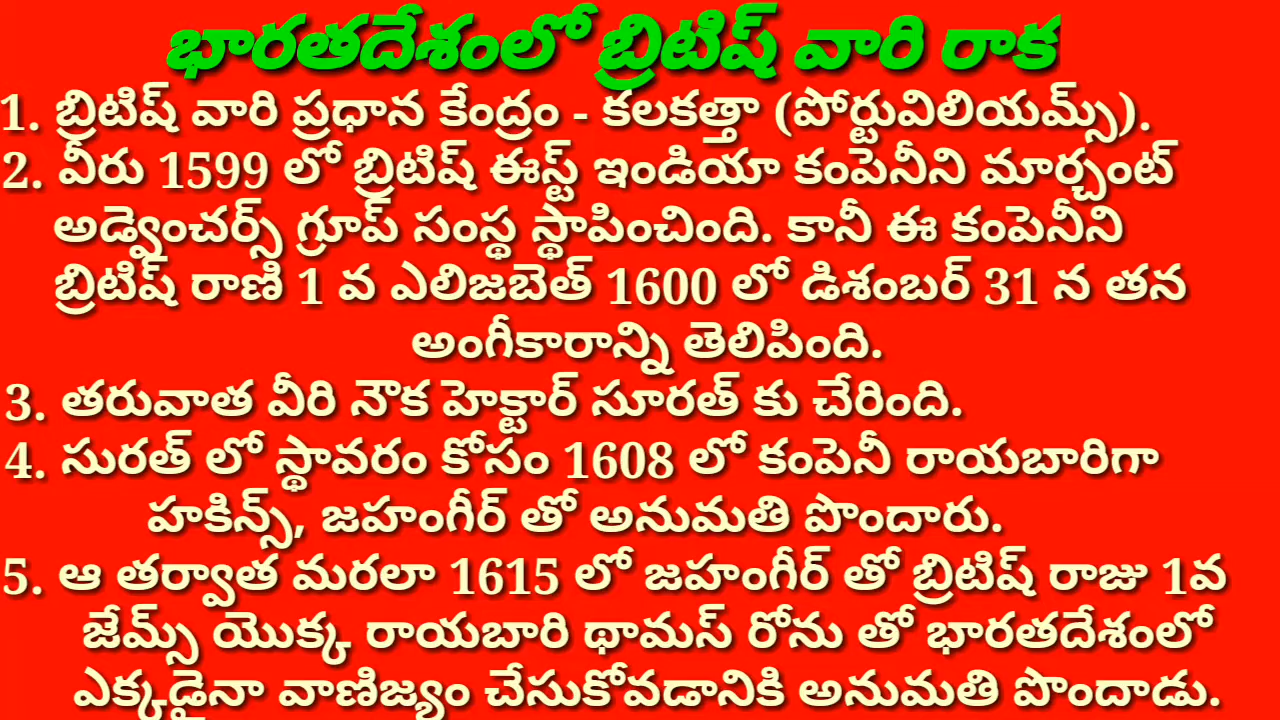 భారతదేశంలో బ్రిటిష్ వారి రాక
1. బ్రిటిష్ వారి ప్రధాన కేంద్రం - కలకత్తా (పోర్టువిలియమ్స్).
2. వీరు 1599 లో బ్రిటిష్ ఈస్ట్ ఇండియా కంపెనీని మార్చంట్
అడ్వెంచర్స్ గ్రూప్ సంస్థ స్థాపించింది. కానీ ఈ కంపెనీని
బ్రిటిష్ రాణి 1 వ ఎలిజబెత్ 1600 లో డిశంబర్ 31 న తన
అంగీకారాన్ని తెలిపింది.
3. తరువాత వీరి నౌక హెక్టార్ సూరత్ కు చేరింది.
4. సురత్ లో స్థావరం కోసం 1608 లో కంపెనీ రాయబారిగా
హకిన్స్, జహంగీర్ తో అనుమతి పొందారు.
5. ఆ తర్వాత మరలా 1615 లో జహంగీర్ తో బ్రిటిష్ రాజు 1వ
జేమ్స్ యొక్క రాయబారి థామస్ రోను తో భారతదేశంలో
ఎక్కడైనా వాణిజ్యం చేసుకోవడానికి అనుమతి పొందాడు.